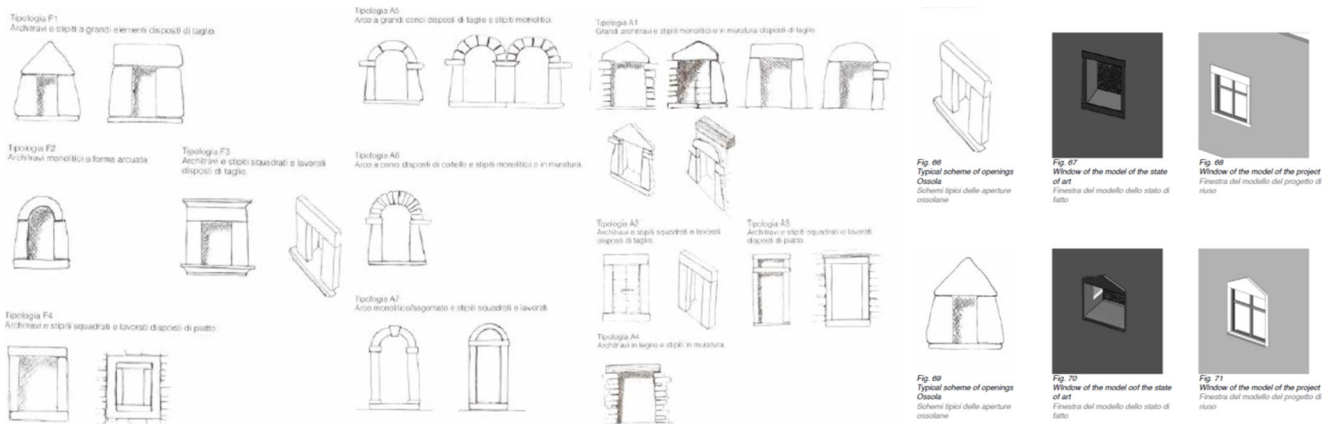 Tipologia F1
Architravi e stipiti a grandi elementi disposti di taglio.
Tipologia F2
Architravi monolitici a forma arcuata.
Tipologia F3
Architravi e stipiti squadrati e lavorati
disposti di taglio.
Tipologia F4
Architravi e stipiti squadrati e lavorati disposti di piatto.
Tipologia A5
Arco a grandi conci disposti di taglio e stipiti monolitici.
Tipologia A6
Arco a conci disposti di coltello e stipiti monolitici o in muratura.
Tipologia A7
Arco monolitico/sagomato e stipiti squadrati e lavorati.
Tipologia A1
Grandi architravi e stipiti monolitici e in muratura disposti di taglio.
Tipologia A2
Architravi e stipiti squadrati e lavorati
disposti di taglio.
Tipologia A3
Architravi e stipiti squadrati e lavorati
disposti di piatto.
Tipologia A4
Architravi in legno e stipiti in muratura.
Fig. 66
Typical scheme of openings
Ossola
Schemi tipici delle aperture
ossolane
Fig. 67
Window of the model of the state
of art
Finestra del modello dello stato di
fatto
Fig. 68
Window of the model of the project
Finestra del modello del progetto di
riuso
Fig. 69
Typical scheme of openings
Ossola
Schemi tipici delle aperture
ossolane
Fig. 70
Window of the model oof the state
of art
Finestra del modello dello stato di
fatto
Fig. 71
Window of the model of the project
Finestra del modello del progetto di
riuso